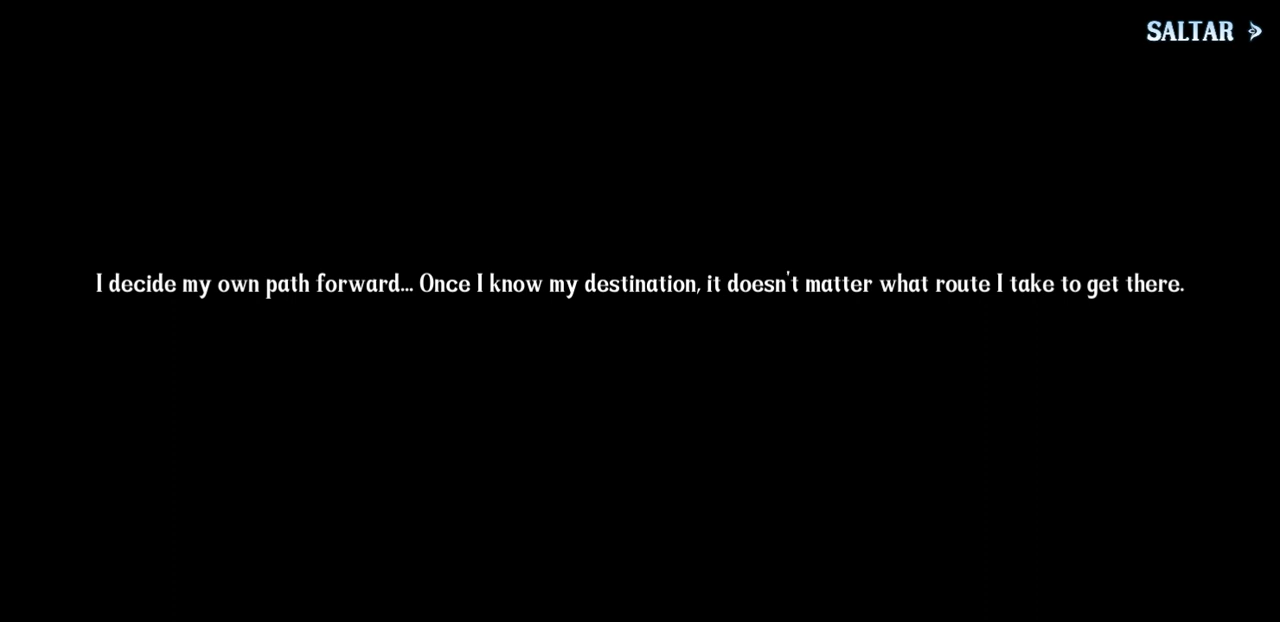 SALTAR
I decide my own path forward... Once I know my destination, it doesn't matter what route I take to get there.